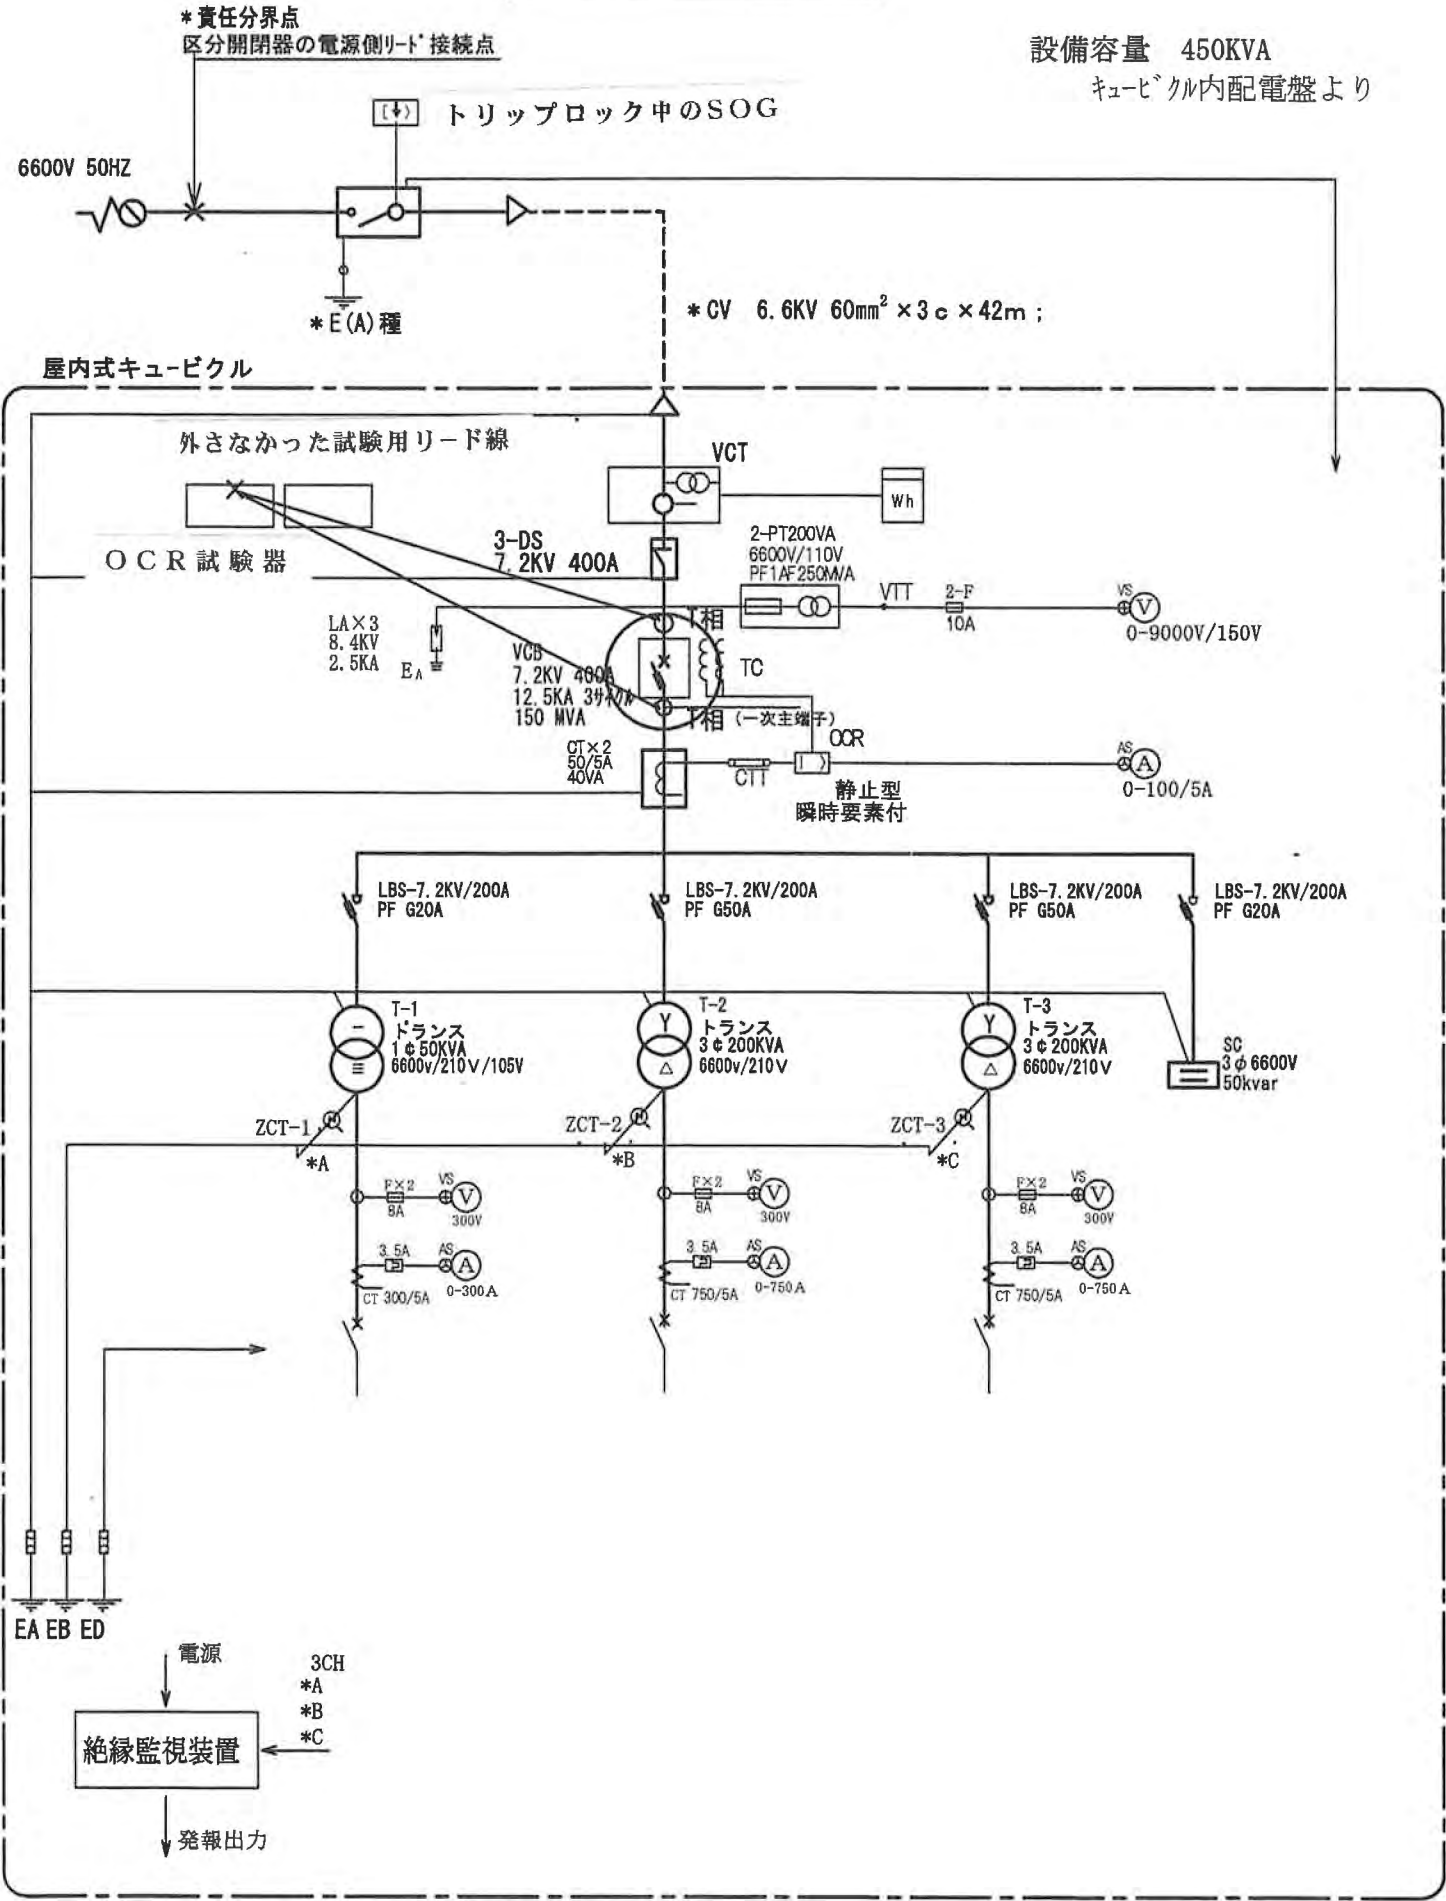 *責任分界点
区分開閉器の電源側リード接続点
設備容量 450KVA
キュービクル内配電盤より
トリップロック中のSOG
6600V 50HZ
*E(A)種
*CV 6.6KV 60mm²×3c×42m;
屋内式キュービクル
外さなかった試験用リード線
VCT
Wh
OCR試験器
3-DS
7.2KV 400A
2-PT200VA
6600V/110V
PF1AF250MVA
VTT
2-F
10A
VS
V
0-9000V/150V
LA×3
8.4KV
2.5KA
EA
T相
VCB
7.2KV 400A
12.5KA 3サイクル
150 MVA
TC
T相 (一次主端子)
OCR
CT×2
50/5A
40VA
CTT
静止型
瞬時要素付
AS
A
0-100/5A
LBS-7.2KV/200A
PF G20A
LBS-7.2KV/200A
PF G50A
LBS-7.2KV/200A
PF G50A
LBS-7.2KV/200A
PF G20A
T-1
トランス
1¢50KVA
6600v/210V/105V
T-2
トランス
3¢200KVA
6600v/210V
T-3
トランス
3¢200KVA
6600v/210V
SC
3φ6600V
50kvar
ZCT-1
*A
ZCT-2
*B
ZCT-3
*C
F×2
8A
VS
V
300V
F×2
8A
VS
V
300V
F×2
8A
VS
V
300V
3.5A
AS
A
0-300A
CT 300/5A
3.5A
AS
A
0-750A
CT 750/5A
3.5A
AS
A
0-750A
CT 750/5A
EA EB ED
電源
3CH
*A
*B
*C
絶縁監視装置
発報出力